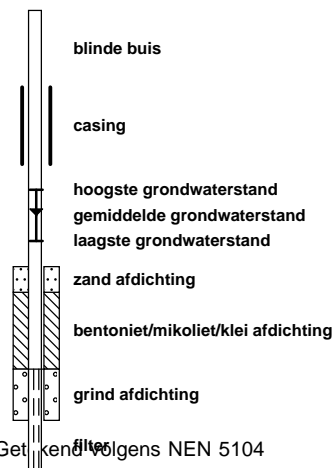 blinde buis
casing
hoogste grondwaterstand
gemiddelde grondwaterstand
laagste grondwaterstand
zand afdichting
bentoniet/mikoliet/klei afdichting
grind afdichting
filter
Getekend volgens NEN 5104